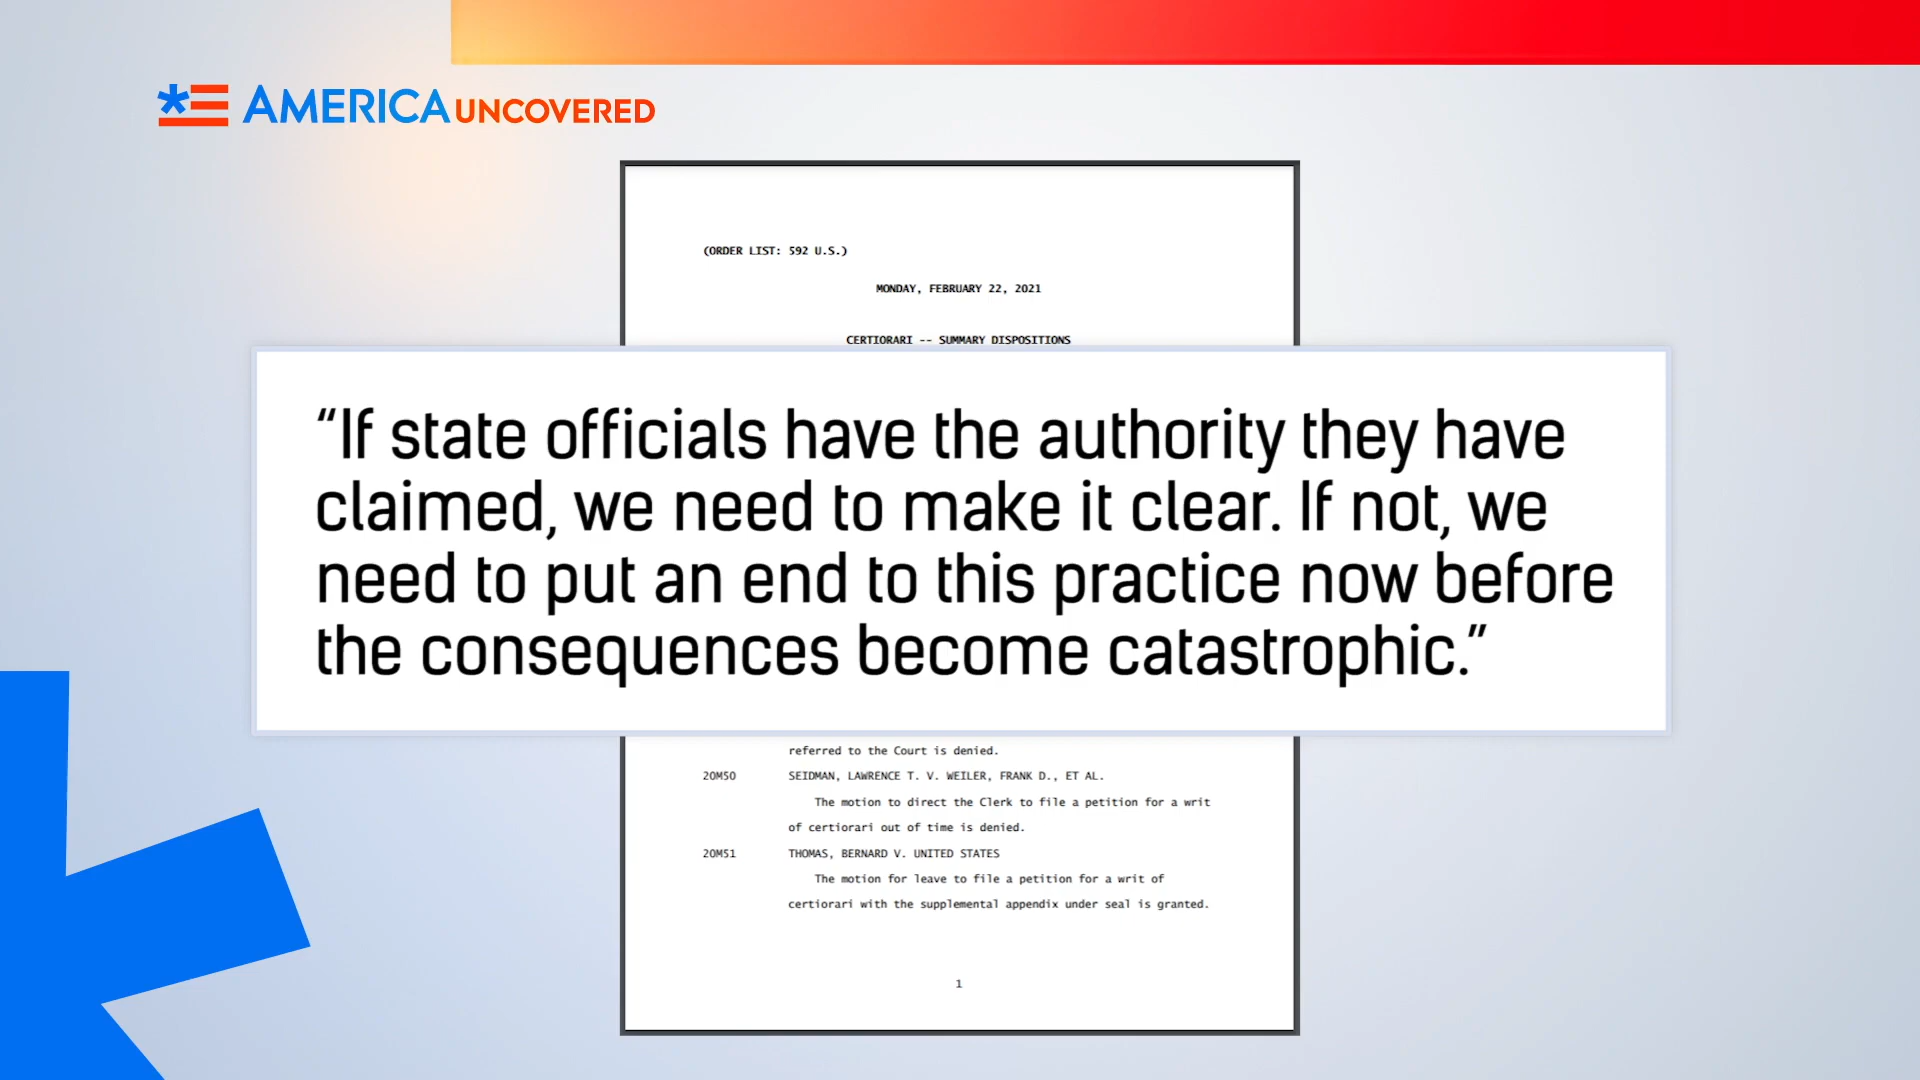 AMERICA UNCOVERED
(ORDER LIST: 592 U.S.)
MONDAY, FEBRUARY 22, 2021
CERTIORARI -- SUMMARY DISPOSITIONS
“If state officials have the authority they have
claimed, we need to make it clear. If not, we
need to put an end to this practice now before
the consequences become catastrophic.”
referred to the Court is denied.
20M50 SEIDMAN, LAWRENCE T. V. WEILER, FRANK D., ET AL.
The motion to direct the Clerk to file a petition for a writ
of certiorari out of time is denied.
20M51 THOMAS, BERNARD V. UNITED STATES
The motion for leave to file a petition for a writ of
certiorari with the supplemental appendix under seal is granted.
1